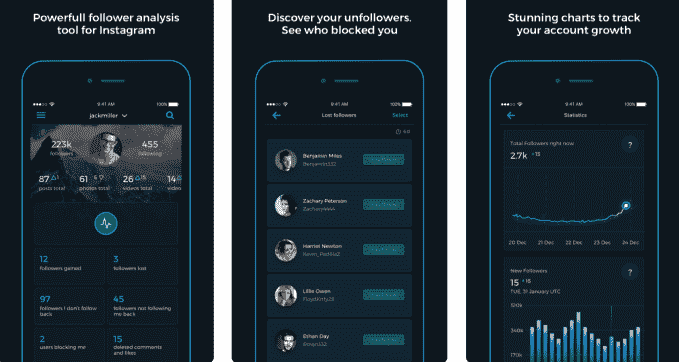 Powerfull follower analysis
tool for Instagram
9:41 AM
100%
jackmiller
223k
followers
455
following
87
posts total
61
photos total
26
videos total
14
12
followers gained
3
followers lost
97
followers I don't follow
back
45
followers not following
me back
2
users blocking me
15
deleted comments
and likes
Discover your unfollowers.
See who blocked you
9:41 AM
100%
Lost followers
Select
Benjamin Miles
Benjamin332
Zachary Peterson
Zachary4444
Harriet Newton
Lillie Owen
Ethan Day
Stunning charts to track
your account growth
9:41 AM
100%
Statistics
Total Followers right now
2.7k
15
?
20 Dec
21 Dec
22 Dec
23 Dec
24 Dec
New Followers
15
15
TUE, 31 January UTC
?
340k
170k